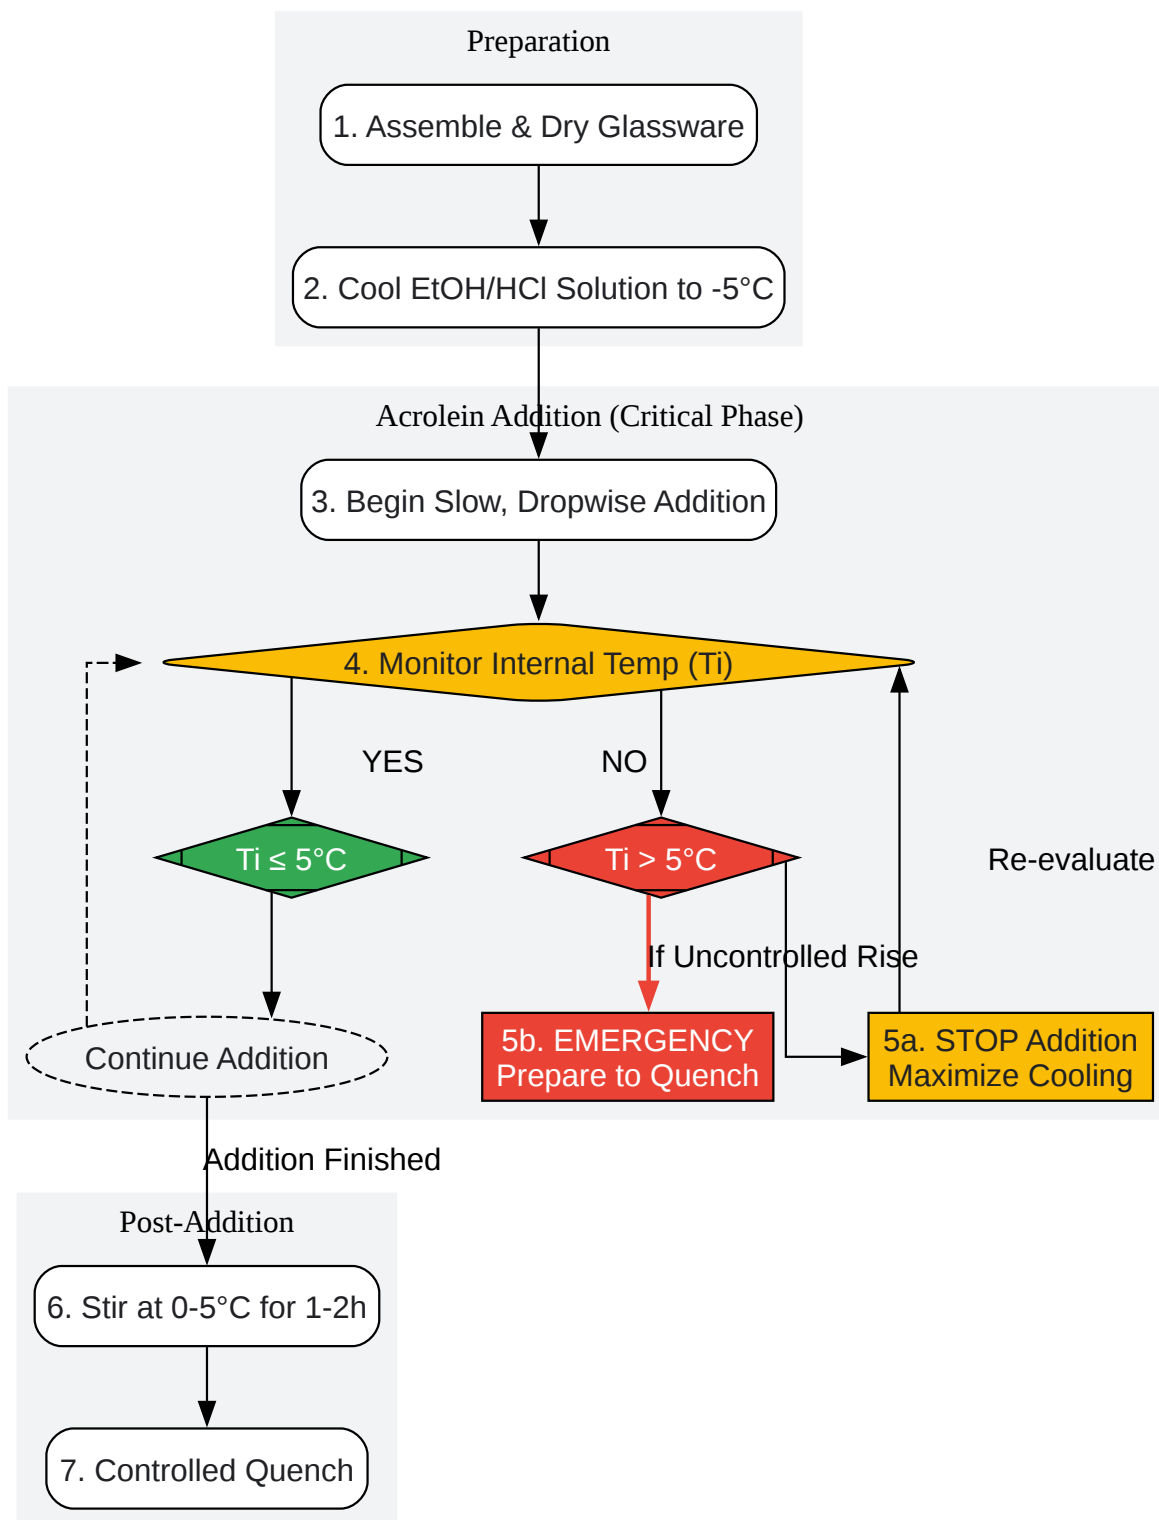 Preparation
1. Assemble & Dry Glassware
2. Cool EtOH/HCl Solution to -5°C
Acrolein Addition (Critical Phase)
3. Begin Slow, Dropwise Addition
4. Monitor Internal Temp (Ti)
YES
NO
Ti ≤ 5°C
Ti > 5°C
Re-evaluate
If Uncontrolled Rise
Continue Addition
5b. EMERGENCY
Prepare to Quench
5a. STOP Addition
Maximize Cooling
Addition Finished
Post-Addition
6. Stir at 0-5°C for 1-2h
7. Controlled Quench